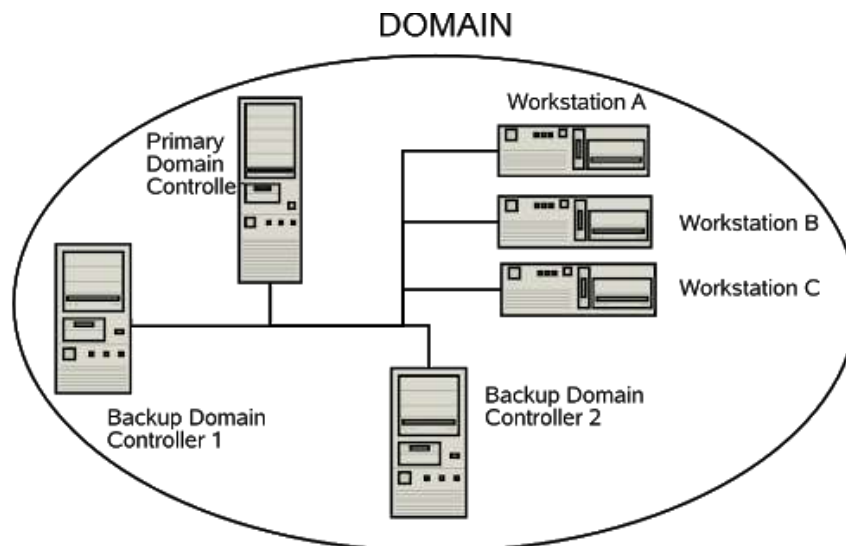 DOMAIN
Primary
Domain
Controlle
Workstation A
Workstation B
Workstation C
Backup Domain
Controller 1
Backup Domain
Controller 2